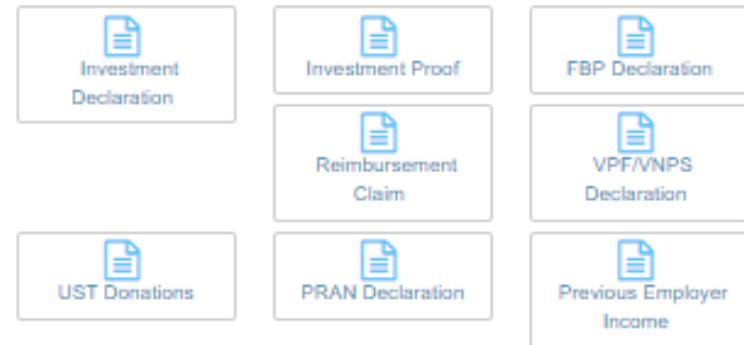 Investment
Declaration
Investment Proof
FBP Declaration
Reimbursement
Claim
VPF/VNPS
Declaration
UST Donations
PRAN Declaration
Previous Employer
Income